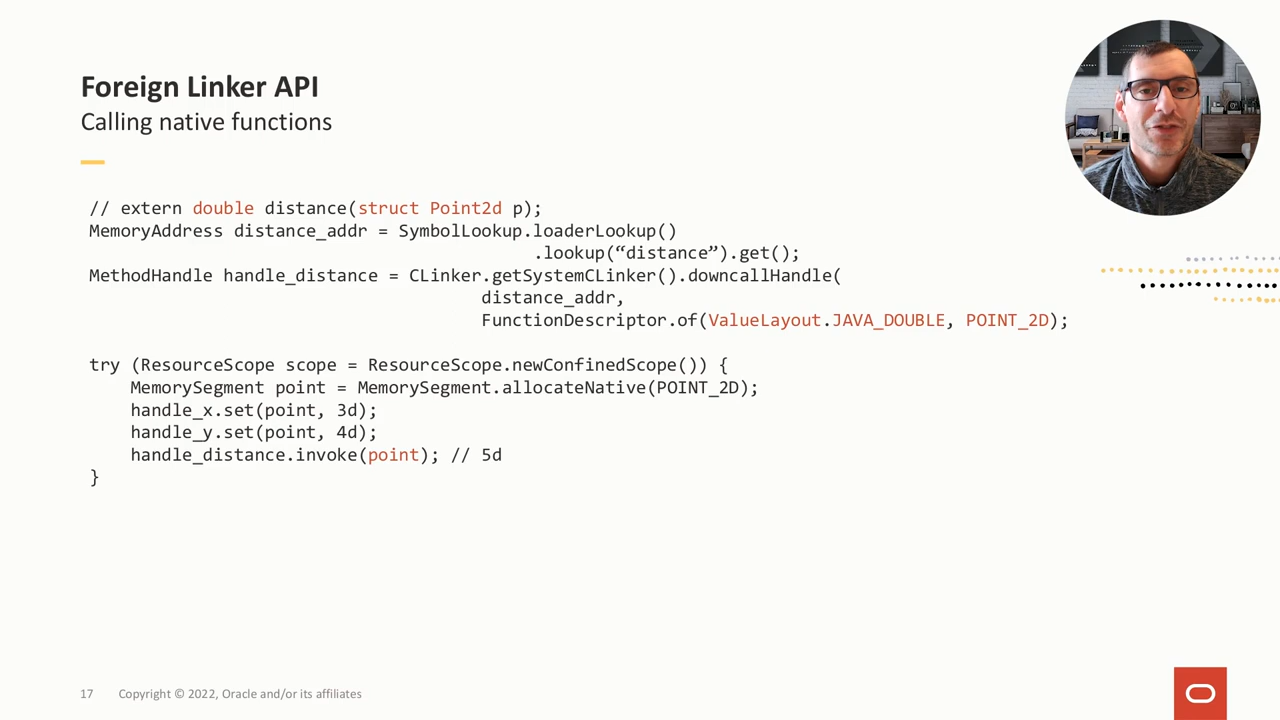 Foreign Linker API
Calling native functions
// extern double distance(struct Point2d p);
MemoryAddress distance_addr = SymbolLookup.loaderLookup()
.lookup(“distance”).get();
MethodHandle handle_distance = CLinker.getSystemCLinker().downcallHandle(
distance_addr,
FunctionDescriptor.of(ValueLayout.JAVA_DOUBLE, POINT_2D);
try (ResourceScope scope = ResourceScope.newConfinedScope()) {
MemorySegment point = MemorySegment.allocateNative(POINT_2D);
handle_x.set(point, 3d);
handle_y.set(point, 4d);
handle_distance.invoke(point); // 5d
}
17 Copyright © 2022, Oracle and/or its affiliates